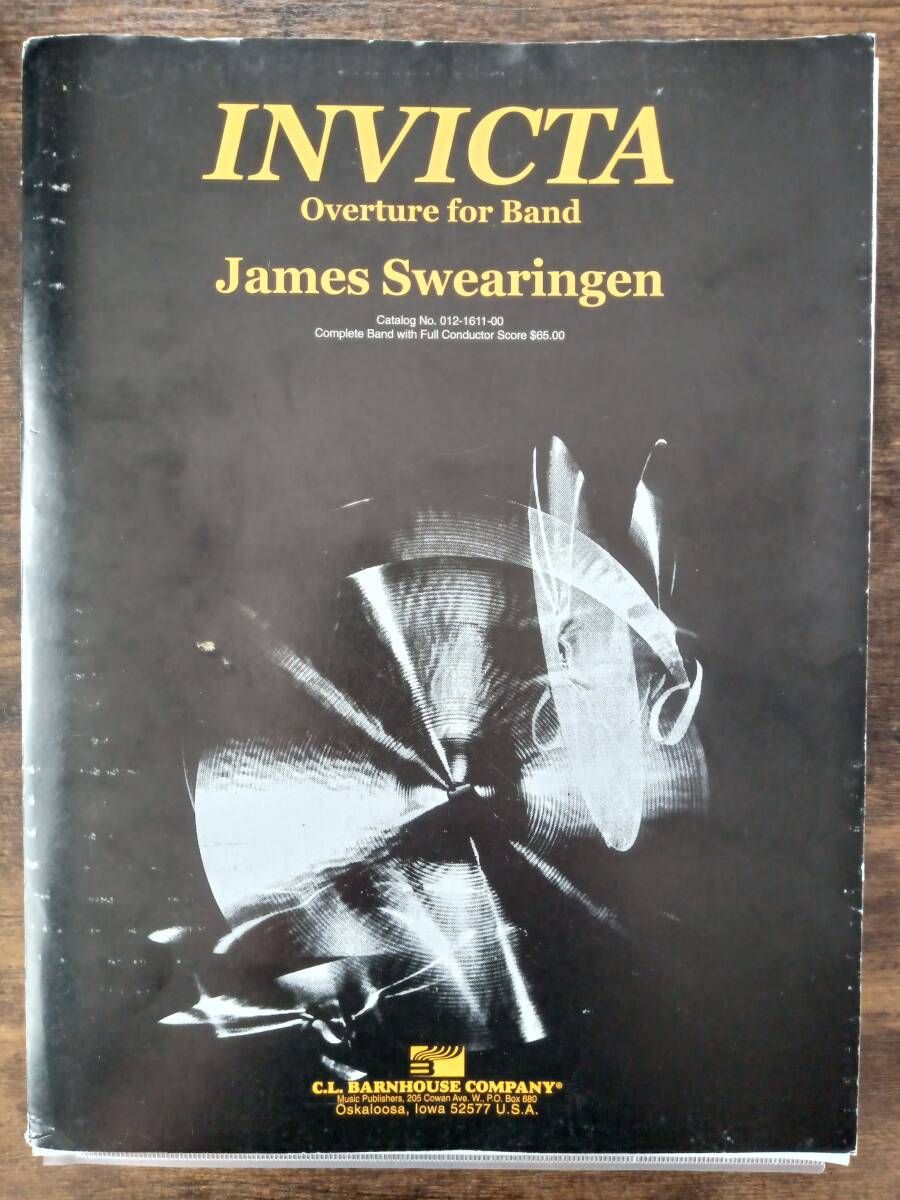 INVICTA
Overture for Band
James Swearingen
Catalog No. 012-1611-00
Complete Band with Full Conductor Score $65.00
C.L. BARNHOUSE COMPANY®
Music Publishers, 205 Cowan Ave. W., P.O. Box 680
Oskaloosa, Iowa 52577 U.S.A.